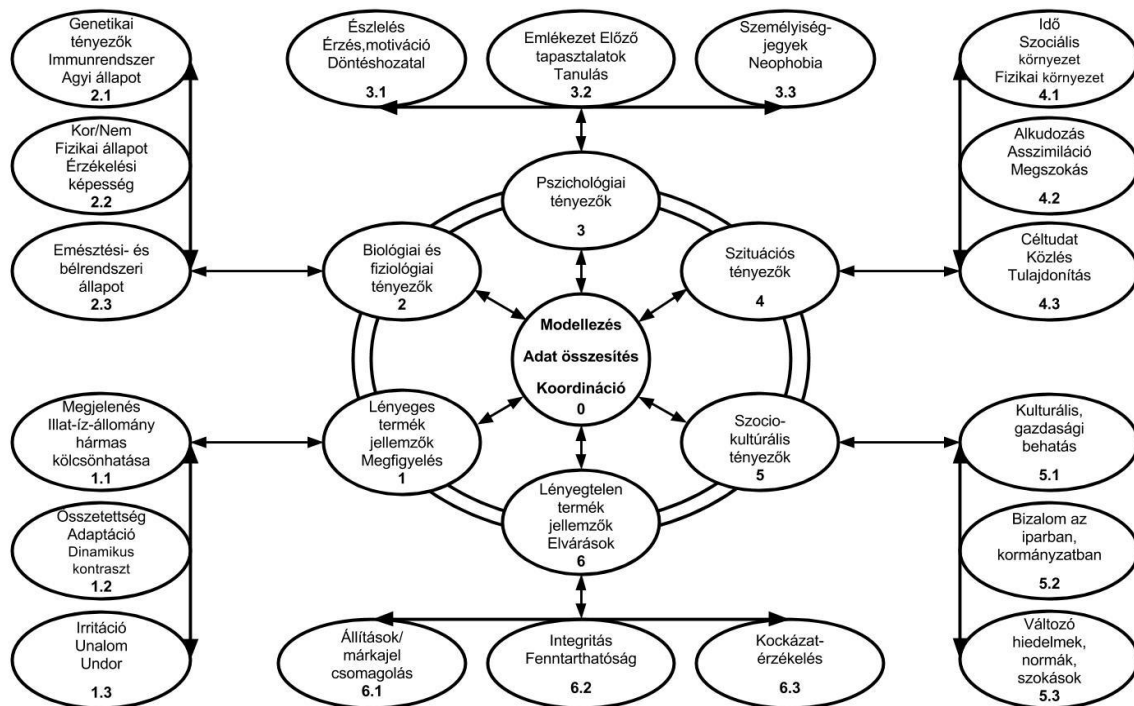 Genetikai
tényezők
Immunrendszer
Agyi állapot
2.1
Kor/Nem
Fizikai állapot
Érzékelési
képesség
2.2
Emésztési- és
bélrendszeri
állapot
2.3
Észlelés
Érzés,motiváció
Döntéshozatal
3.1
Emlékezet Előző
tapasztalatok
Tanulás
3.2
Személyiség-
jegyek
Neophobia
3.3
Idő
Szociális
környezet
Fizikai környezet
4.1
Alkudozás
Asszimiláció
Megszokás
4.2
Céltudat
Közlés
Tulajdonítás
4.3
Pszichológiai
tényezők
3
Biológiai és
fiziológiai
tényezők
2
Szituációs
tényezők
4
Modellezés
Adat összesítés
Koordináció
0
Lényeges
termék
jellemzők
Megfigyelés
1
Szocio-
kultúrális
tényezők
5
Lényegtelen
termék
jellemzők
Elvárások
6
Megjelenés
Illat-íz-állomány
hármas
kölcsönhatása
1.1
Összetettség
Adaptáció
Dinamikus
kontraszt
1.2
Irritáció
Unalom
Undor
1.3
Állítások/
márkajel
csomagolás
6.1
Integritás
Fenntarthatóság
6.2
Kockázat-
érzékelés
6.3
Kulturális,
gazdasági
behatás
5.1
Bizalom az
iparban,
kormányzatban
5.2
Változó
hiedelmek,
normák,
szokások
5.3